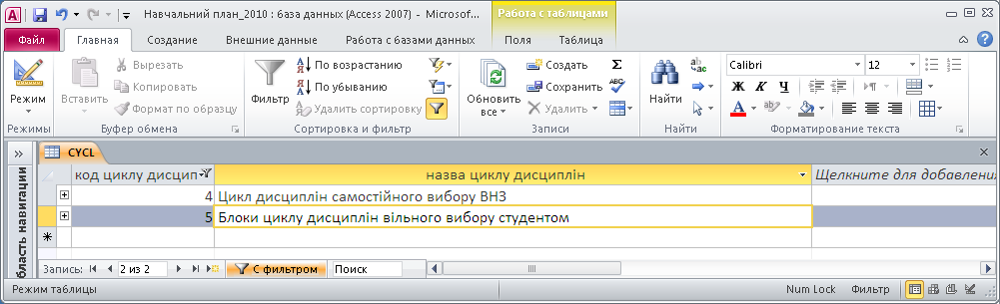 Навчальний план_2010 : база данных (Access 2007) - Microsoft...
Работа с таблицами
Файл Главная Создание Внешние данные Работа с базами данных Поля Таблица
Режим
Режимы
Вставить
Вырезать
Копировать
Формат по образцу
Буфер обмена
Фильтр
По возрастанию
По убыванию
Удалить сортировку
Сортировка и фильтр
Обновить все
Создать
Сохранить
Удалить
Записи
Найти
Найти
Calibri 12
Ж К Ч
Форматирование текста
CYCL
код циклу дисцип назва циклу дисциплін Щелкните для добавления
4 Цикл дисциплін самостійного вибору ВНЗ
5 Блоки циклу дисциплін вільного вибору студентом
бласть навигации
Запись: 2 из 2 С фильтром Поиск
Режим таблицы Num Lock Фильтр